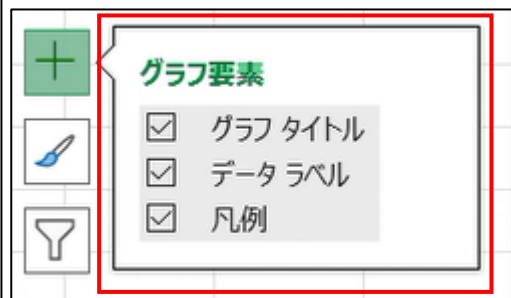 グラフ要素
グラフ タイトル
データ ラベル
凡例